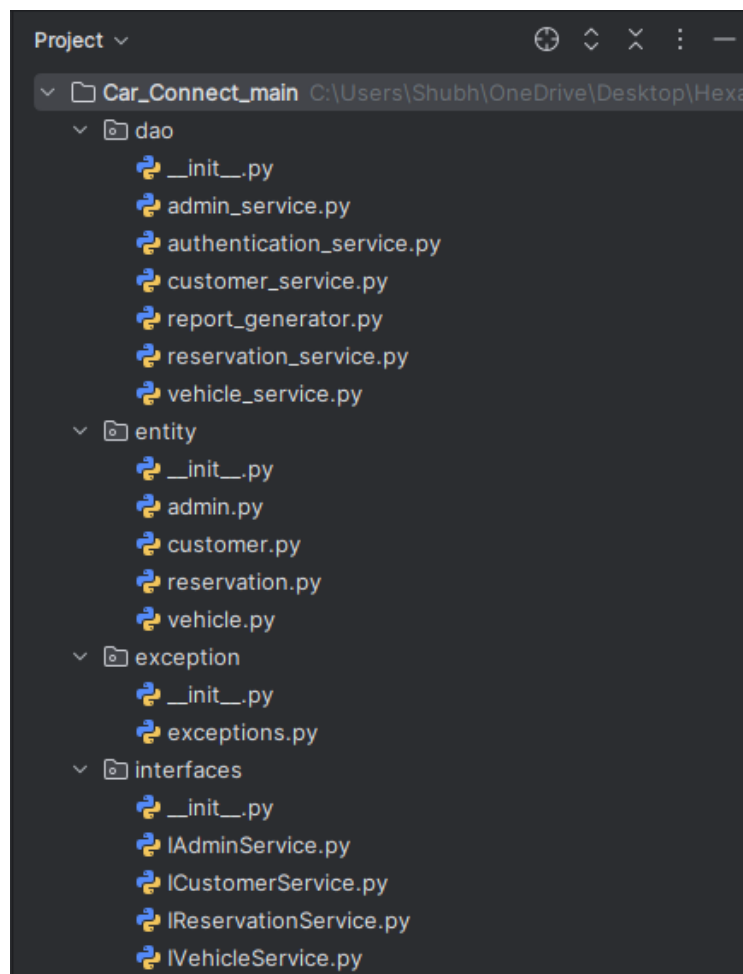 Project
Car_Connect_main C:\Users\Shubh\OneDrive\Desktop\Hexa
dao
__init__.py
admin_service.py
authentication_service.py
customer_service.py
report_generator.py
reservation_service.py
vehicle_service.py
entity
__init__.py
admin.py
customer.py
reservation.py
vehicle.py
exception
__init__.py
exceptions.py
interfaces
__init__.py
IAdminService.py
ICustomerService.py
IReservationService.py
IVehicleService.py